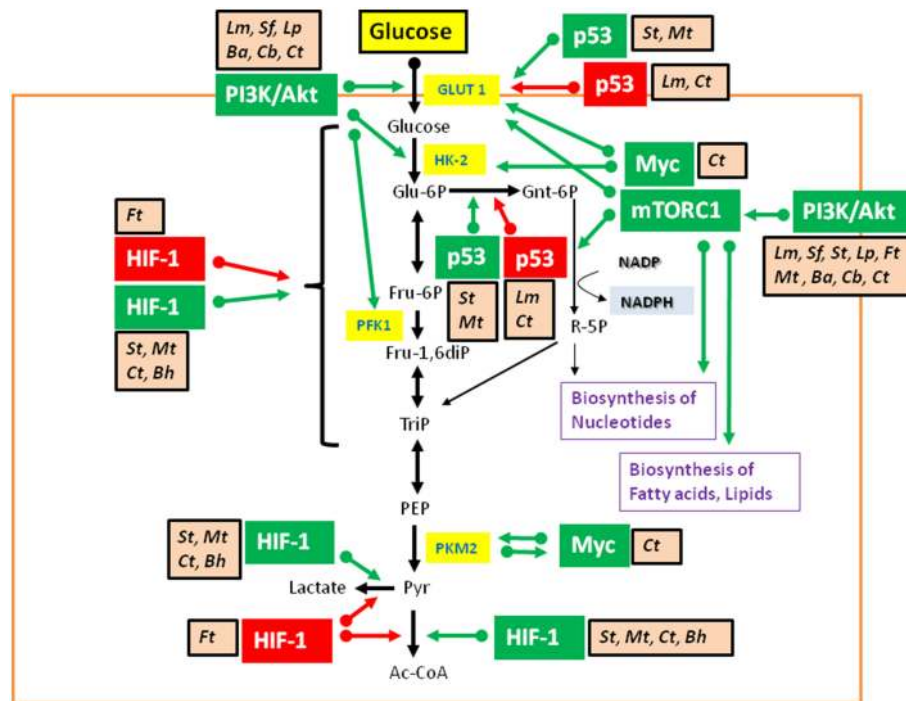 Lm, Sf, Lp
Ba, Cb, Ct
PI3K/Akt
Glucose
GLUT 1
p53
St, Mt
p53
Lm, Ct
Glucose
HK-2
Myc
Ct
Glu-6P
Gnt-6P
mTORC1
PI3K/Akt
Lm, Sf, St, Lp, Ft
Mt , Ba, Cb, Ct
Ft
HIF-1
HIF-1
St, Mt
Ct, Bh
p53
p53
St
Mt
Lm
Ct
NADP
NADPH
Fru-6P
PFK1
R-5P
Fru-1,6diP
TriP
Biosynthesis of
Nucleotides
Biosynthesis of
Fatty acids, Lipids
PEP
St, Mt
Ct, Bh
HIF-1
PKM2
Myc
Ct
Lactate
Pyr
Ft
HIF-1
HIF-1
St, Mt, Ct, Bh
Ac-CoA